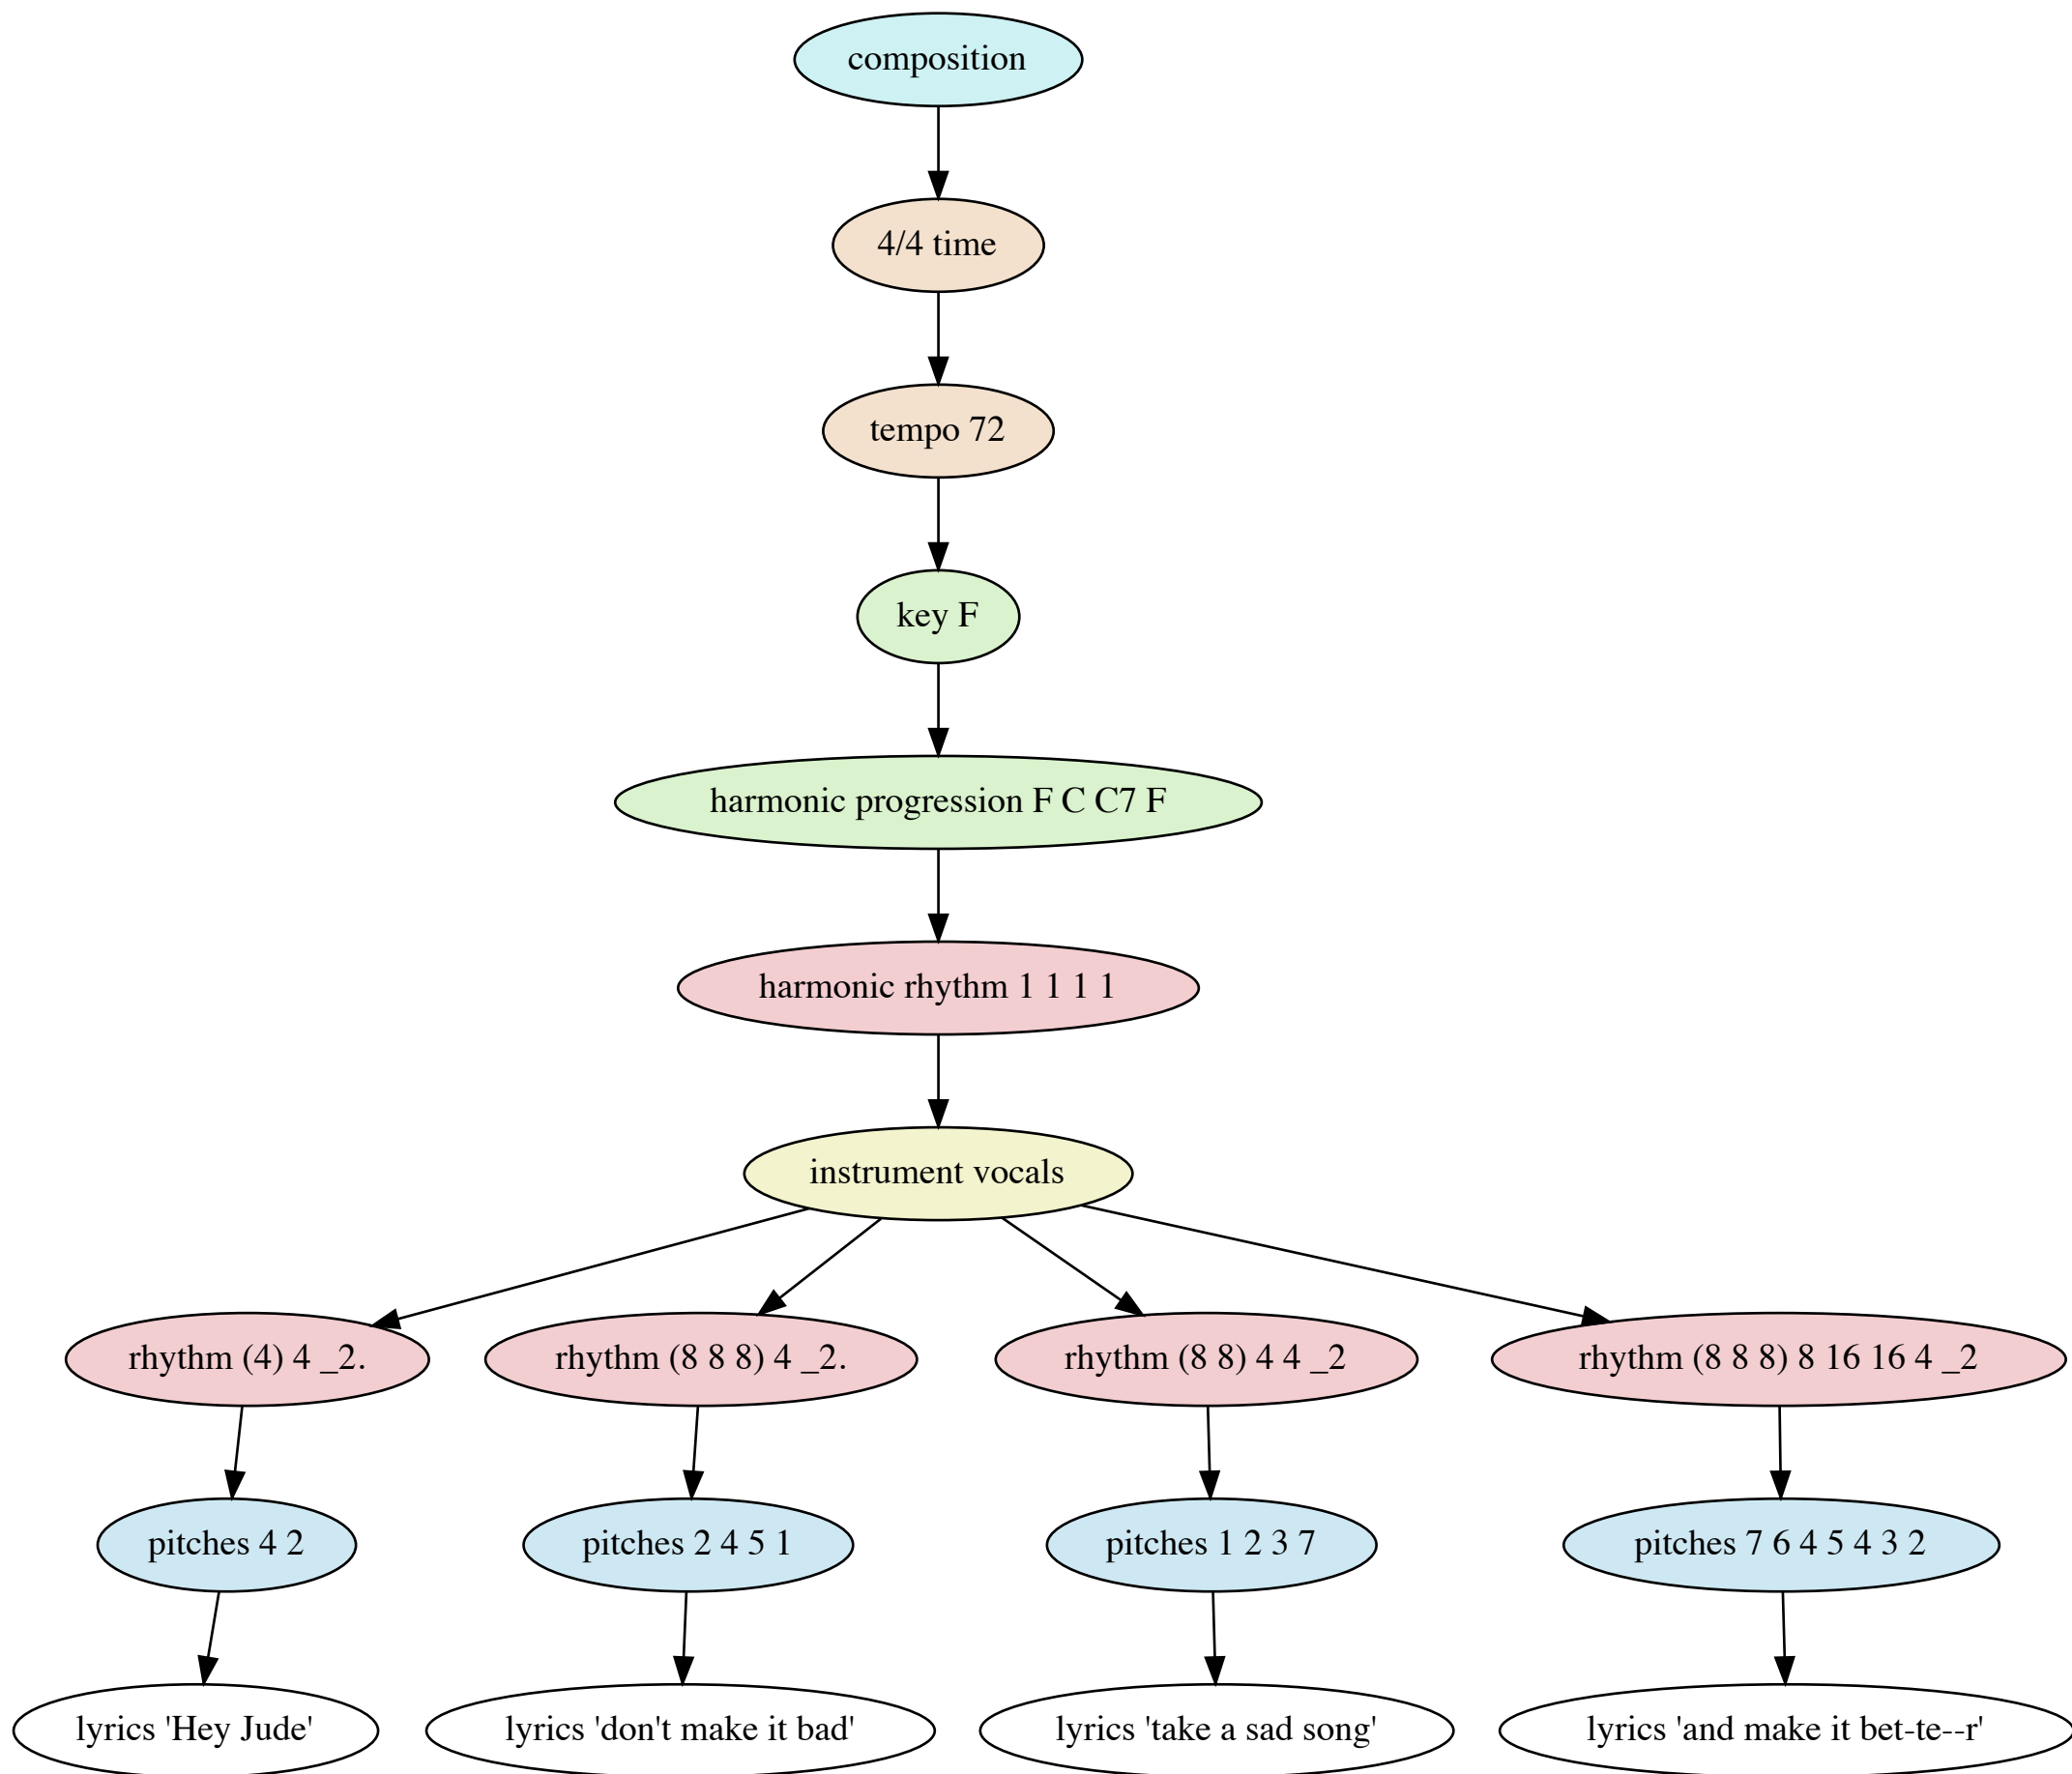 composition
4/4 time
tempo 72
key F
harmonic progression F C C7 F
harmonic rhythm 1 1 1 1
instrument vocals
rhythm (4) 4 _2.
rhythm (8 8 8) 4 _2.
rhythm (8 8) 4 4 _2
rhythm (8 8 8) 8 16 16 4 _2
pitches 4 2
pitches 2 4 5 1
pitches 1 2 3 7
pitches 7 6 4 5 4 3 2
lyrics 'Hey Jude'
lyrics 'don't make it bad'
lyrics 'take a sad song'
lyrics 'and make it bet-te--r'